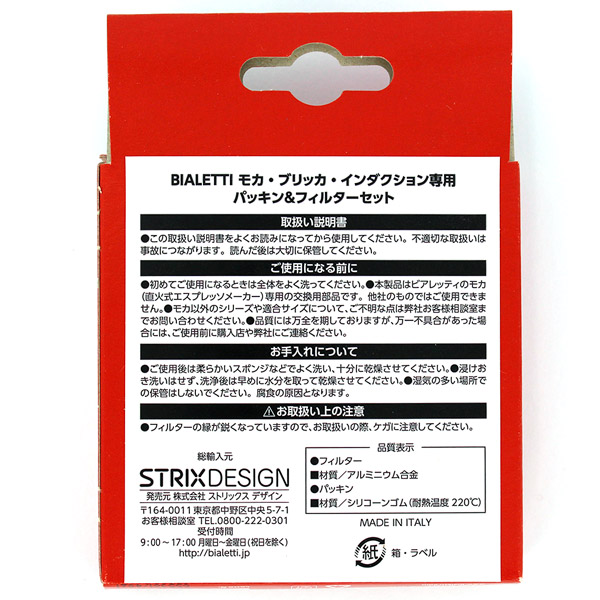 BIALETTI モカ・ブリッカ・インダクション専用
パッキン&フィルターセット
取扱い説明書
●この取扱い説明書をよくお読みになってから使用してください。不適切な取扱いは
事故につながります。読んだ後は大切に保管してください。
ご使用になる前に
●初めてご使用になるときは全体をよく洗ってください。●本製品はビアレッティのモカ
(直火式エスプレッソメーカー)専用の交換用部品です。他社のものではご使用できま
せん。●モカ以外のシリーズや適合サイズについて、ご不明な点は弊社お客様相談室ま
でお問い合わせください。●品質には万全を期しておりますが、万一不具合があった場
合には、ご使用前に購入店や弊社にご連絡ください。
お手入れについて
●ご使用後は柔らかいスポンジなどでよく洗い、十分に乾燥させてください。●浸けお
き洗いはせず、洗浄後は早めに水分を取って乾燥させてください。●湿気の多い場所で
の保管はしないでください。腐食の原因となります。
⚠お取扱い上の注意
●フィルターの縁が鋭くなっていますので、お取扱いの際、ケガに注意してください。
総輸入元
STRIXDESIGN
発売元 株式会社 ストリックス デザイン
〒164-0011 東京都中野区中央5-7-1
お客様相談室 TEL.0800-222-0301
受付時間
9:00〜17:00 月曜日〜金曜日(祝日を除く)
http://bialetti.jp
品質表示
●フィルター
■材質/アルミニウム合金
●パッキン
■材質/シリコーンゴム(耐熱温度 220℃)
MADE IN ITALY
紙 箱・ラベル